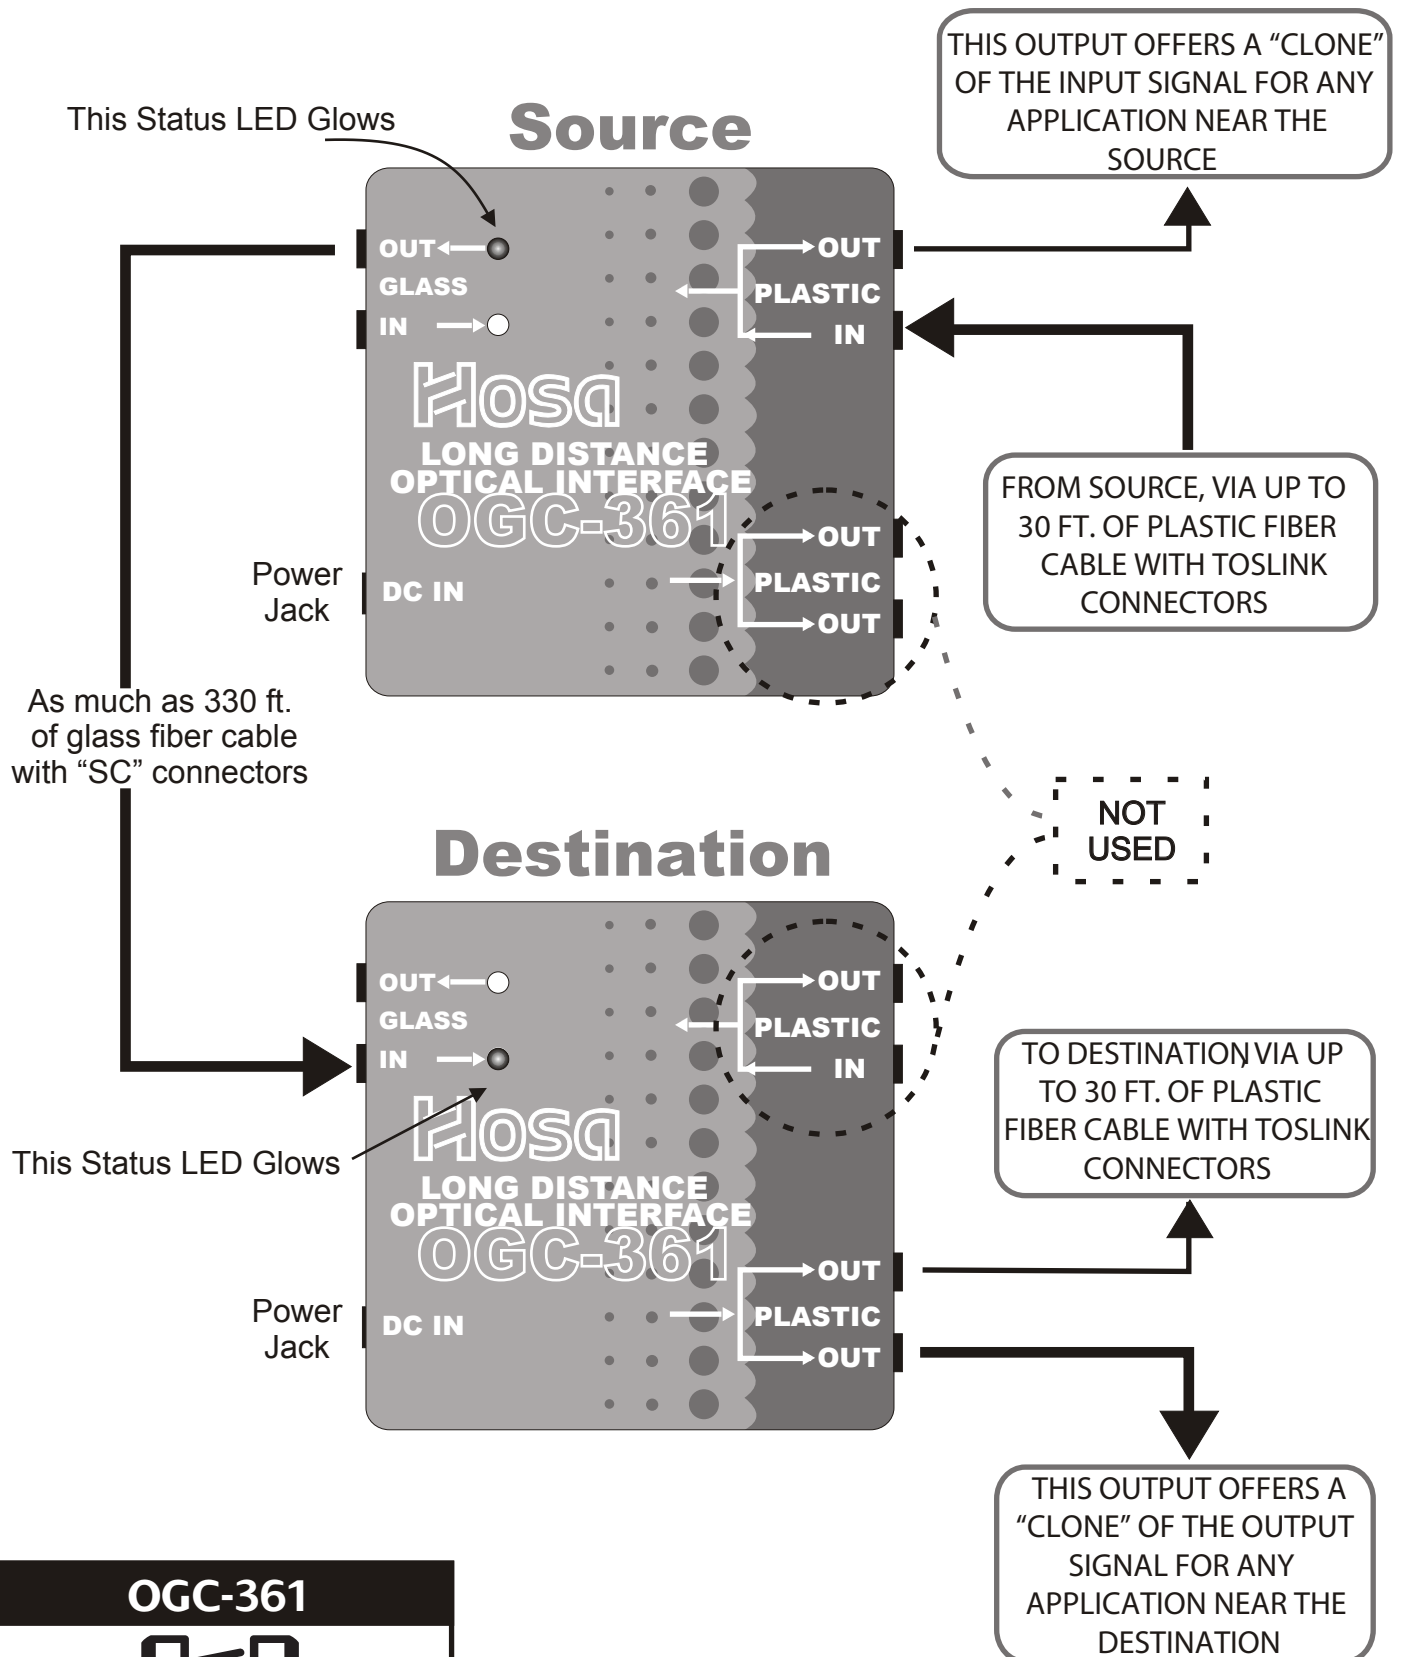 THIS OUTPUT OFFERS A “CLONE”
OF THE INPUT SIGNAL FOR ANY
APPLICATION NEAR THE
SOURCE
This Status LED Glows
Source
OUT
GLASS
IN
OUT
PLASTIC
IN
Hosa
LONG DISTANCE
OPTICAL INTERFACE
OGC-361
FROM SOURCE, VIA UP TO
30 FT. OF PLASTIC FIBER
CABLE WITH TOSLINK
CONNECTORS
OUT
PLASTIC
OUT
Power
Jack
DC IN
As much as 330 ft.
of glass fiber cable
with “SC” connectors
NOT
USED
Destination
OUT
GLASS
IN
OUT
PLASTIC
IN
This Status LED Glows
Hosa
LONG DISTANCE
OPTICAL INTERFACE
OGC-361
TO DESTINATION, VIA UP
TO 30 FT. OF PLASTIC
FIBER CABLE WITH TOSLINK
CONNECTORS
OUT
PLASTIC
OUT
Power
Jack
DC IN
THIS OUTPUT OFFERS A
“CLONE” OF THE OUTPUT
SIGNAL FOR ANY
APPLICATION NEAR THE
DESTINATION
OGC-361